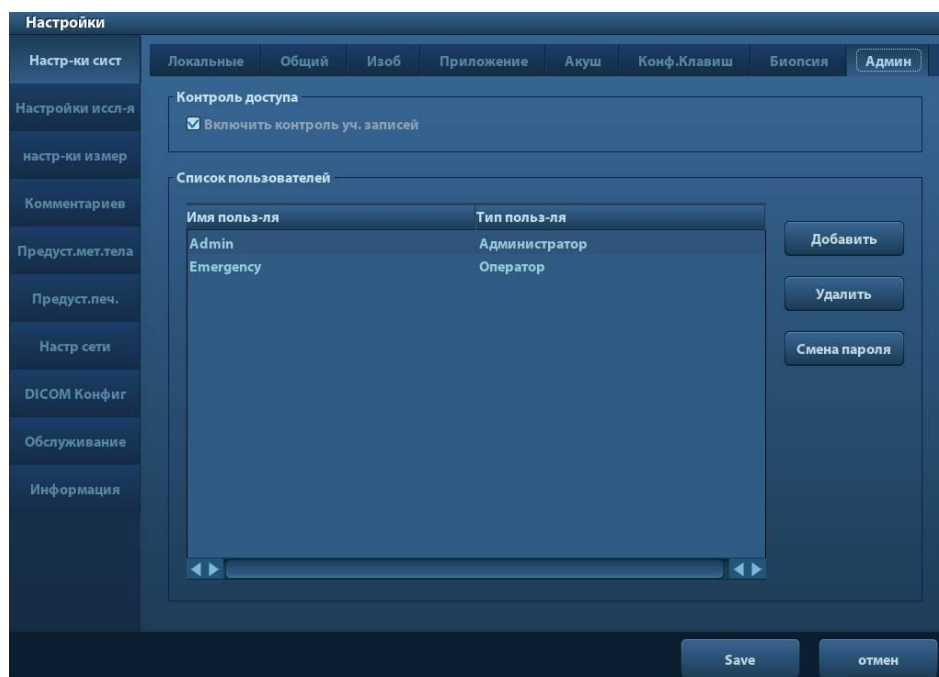 Настройки
Настр-ки сист
Локальные Общий Изоб Приложение Акуш Конф.Клавиш Биопсия Админ
Настройки иссл-я
настр-ки измер
Комментариев
Предуст.мет.тела
Предуст.печ.
Настр сети
DICOM Конфиг
Обслуживание
Информация
Контроль доступа
Включить контроль уч. записей
Список пользователей
Имя польз-ля Тип польз-ля
Admin Администратор
Emergency Оператор
Добавить
Удалить
Смена пароля
Save отмен